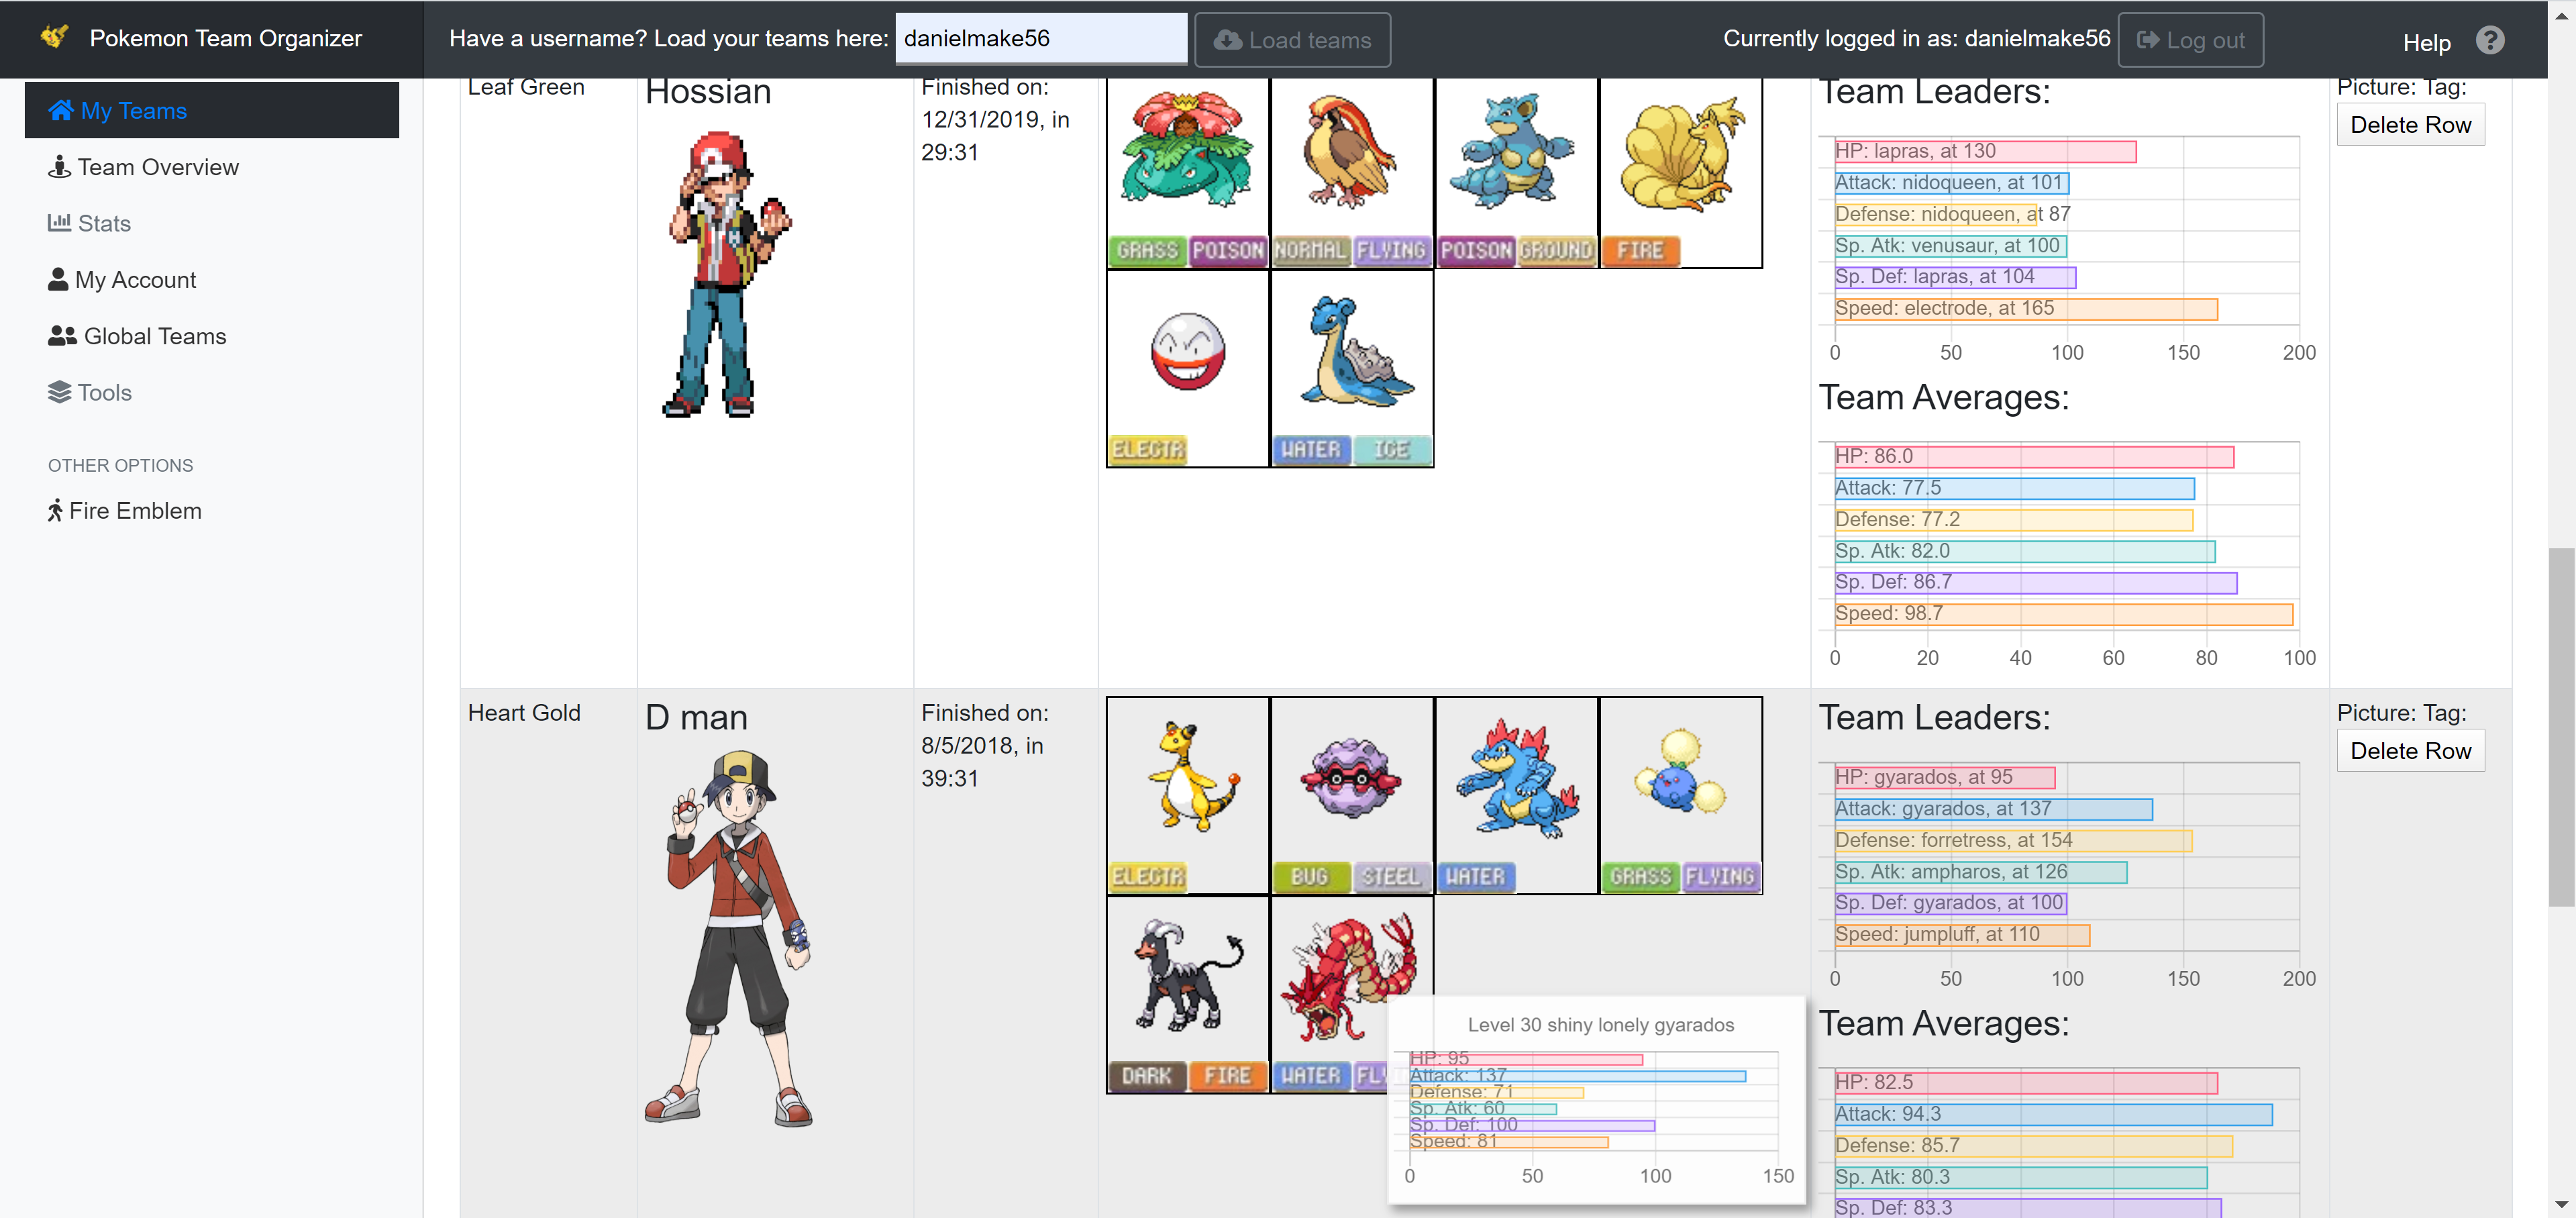 Pokemon Team Organizer
Have a username? Load your teams here: danielmake56 Load teams
Currently logged in as: danielmake56 Log out
Help ?
My Teams
Team Overview
Stats
My Account
Global Teams
Tools
OTHER OPTIONS
Fire Emblem
Leaf Green
Hossian
Finished on:
12/31/2019, in
29:31
GRASS POISON NORMAL FLYING POISON GROUND FIRE
ELECTR WATER ICE
Team Leaders:
HP: lapras, at 130
Attack: nidoqueen, at 101
Defense: nidoqueen, at 87
Sp. Atk: venusaur, at 100
Sp. Def: lapras, at 104
Speed: electrode, at 165
0 50 100 150 200
Team Averages:
HP: 86.0
Attack: 77.5
Defense: 77.2
Sp. Atk: 82.0
Sp. Def: 86.7
Speed: 98.7
0 20 40 60 80 100
Picture: Tag:
Delete Row
Heart Gold
D man
Finished on:
8/5/2018, in
39:31
ELECTR BUG STEEL WATER GRASS FLYING
DARK FIRE WATER FLY
Level 30 shiny lonely gyarados
HP: 95
Attack: 137
Defense: 71
Sp. Atk: 60
Sp. Def: 100
Speed: 81
0 50 100 150
Team Leaders:
HP: gyarados, at 95
Attack: gyarados, at 137
Defense: forretress, at 154
Sp. Atk: ampharos, at 126
Sp. Def: gyarados, at 100
Speed: jumpluff, at 110
0 50 100 150 200
Team Averages:
HP: 82.5
Attack: 94.3
Defense: 85.7
Sp. Atk: 80.3
Sp. Def: 83.3
Picture: Tag:
Delete Row